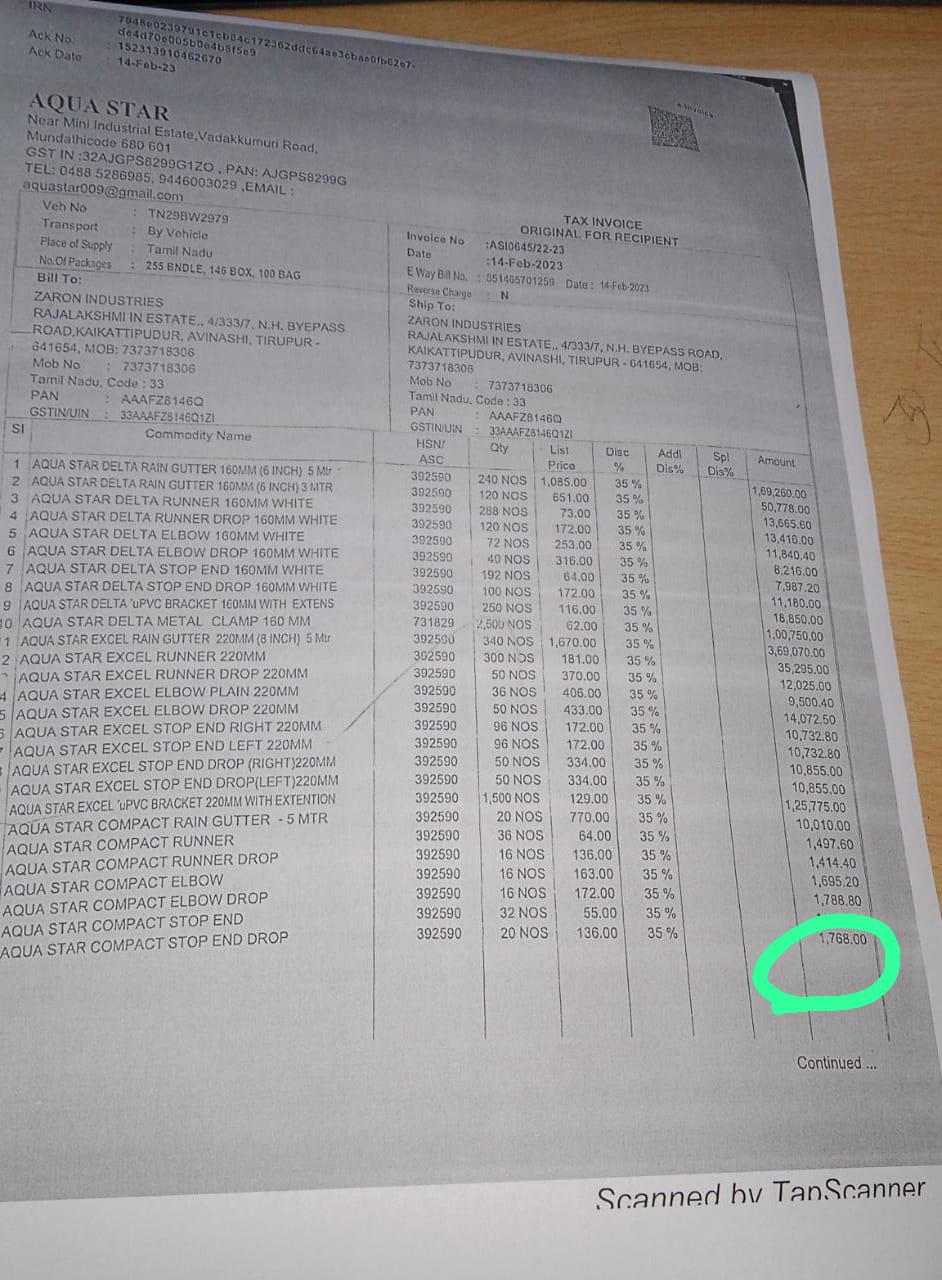 IRN : 7948e0239791c1cb84c172362ddc64ae3cbae0fb62e7-
de4d70e005b0e4b8f5e9
Ack No. : 152313910462670
Ack Date : 14-Feb-23
e-Invoice
AQUA STAR
Near Mini Industrial Estate,Vadakkumuri Road,
Mundathicode 680 601
GST IN :32AJGPS8299G1ZO , PAN: AJGPS8299G
TEL: 0488 5286985, 9446003029 ,EMAIL :
aquastar009@gmail.com
TAX INVOICE
ORIGINAL FOR RECIPIENT
Veh No : TN29BW2979
Transport : By Vehicle
Place of Supply : Tamil Nadu
No.Of Packages : 255 BNDLE, 146 BOX, 100 BAG
Invoice No :ASI0645/22-23
Date :14-Feb-2023
E Way Bill No. : 551465701259 Date : 14-Feb-2023
Reverse Charge : N
Bill To:
ZARON INDUSTRIES
RAJALAKSHMI IN ESTATE,, 4/333/7, N.H. BYEPASS
ROAD,KAIKATTIPUDUR, AVINASHI, TIRUPUR -
641654, MOB: 7373718306
Mob No : 7373718306
Tamil Nadu, Code : 33
PAN : AAAFZ8146Q
GSTIN/UIN : 33AAAFZ8146Q1ZI
Ship To:
ZARON INDUSTRIES
RAJALAKSHMI IN ESTATE,, 4/333/7, N.H. BYEPASS ROAD,
KAIKATTIPUDUR, AVINASHI, TIRUPUR - 641654, MOB:
7373718306
Mob No : 7373718306
Tamil Nadu, Code : 33
PAN : AAAFZ8146Q
GSTIN/UIN : 33AAAFZ8146Q1ZI
SI Commodity Name HSN/ ASC Qty List Price Disc % Addl Dis% Spl Dis% Amount
1 AQUA STAR DELTA RAIN GUTTER 160MM (6 INCH) 5 Mtr 392590 240 NOS 1,085.00 35 % 1,69,260.00
2 AQUA STAR DELTA RAIN GUTTER 160MM (6 INCH) 3 MTR 392590 120 NOS 651.00 35 % 50,778.00
3 AQUA STAR DELTA RUNNER 160MM WHITE 392590 288 NOS 73.00 35 % 13,665.60
4 AQUA STAR DELTA RUNNER DROP 160MM WHITE 392590 120 NOS 172.00 35 % 13,416.00
5 AQUA STAR DELTA ELBOW 160MM WHITE 392590 72 NOS 253.00 35 % 11,840.40
6 AQUA STAR DELTA ELBOW DROP 160MM WHITE 392590 40 NOS 316.00 35 % 8,216.00
7 AQUA STAR DELTA STOP END 160MM WHITE 392590 192 NOS 64.00 35 % 7,987.20
8 AQUA STAR DELTA STOP END DROP 160MM WHITE 392590 100 NOS 172.00 35 % 11,180.00
9 AQUA STAR DELTA 'uPVC BRACKET 160MM WITH EXTENS 392590 250 NOS 116.00 35 % 18,850.00
10 AQUA STAR DELTA METAL CLAMP 160 MM 731829 2,500 NOS 62.00 35 % 1,00,750.00
1 AQUA STAR EXCEL RAIN GUTTER 220MM (8 INCH) 5 Mtr 392590 340 NOS 1,670.00 35 % 3,69,070.00
2 AQUA STAR EXCEL RUNNER 220MM 392590 300 NOS 181.00 35 % 35,295.00
AQUA STAR EXCEL RUNNER DROP 220MM 392590 50 NOS 370.00 35 % 12,025.00
4 AQUA STAR EXCEL ELBOW PLAIN 220MM 392590 36 NOS 406.00 35 % 9,500.40
5 AQUA STAR EXCEL ELBOW DROP 220MM 392590 50 NOS 433.00 35 % 14,072.50
AQUA STAR EXCEL STOP END RIGHT 220MM 392590 96 NOS 172.00 35 % 10,732.80
AQUA STAR EXCEL STOP END LEFT 220MM 392590 96 NOS 172.00 35 % 10,732.80
AQUA STAR EXCEL STOP END DROP (RIGHT)220MM 392590 50 NOS 334.00 35 % 10,855.00
AQUA STAR EXCEL STOP END DROP(LEFT)220MM 392590 50 NOS 334.00 35 % 10,855.00
AQUA STAR EXCEL 'uPVC BRACKET 220MM WITH EXTENTION 392590 1,500 NOS 129.00 35 % 1,25,775.00
AQUA STAR COMPACT RAIN GUTTER - 5 MTR 392590 20 NOS 770.00 35 % 10,010.00
AQUA STAR COMPACT RUNNER 392590 36 NOS 64.00 35 % 1,497.60
AQUA STAR COMPACT RUNNER DROP 392590 16 NOS 136.00 35 % 1,414.40
AQUA STAR COMPACT ELBOW 392590 16 NOS 163.00 35 % 1,695.20
AQUA STAR COMPACT ELBOW DROP 392590 16 NOS 172.00 35 % 1,788.80
AQUA STAR COMPACT STOP END 392590 32 NOS 55.00 35 %
AQUA STAR COMPACT STOP END DROP 392590 20 NOS 136.00 35 % 1,768.00
Continued ...
Scanned by TapScanner